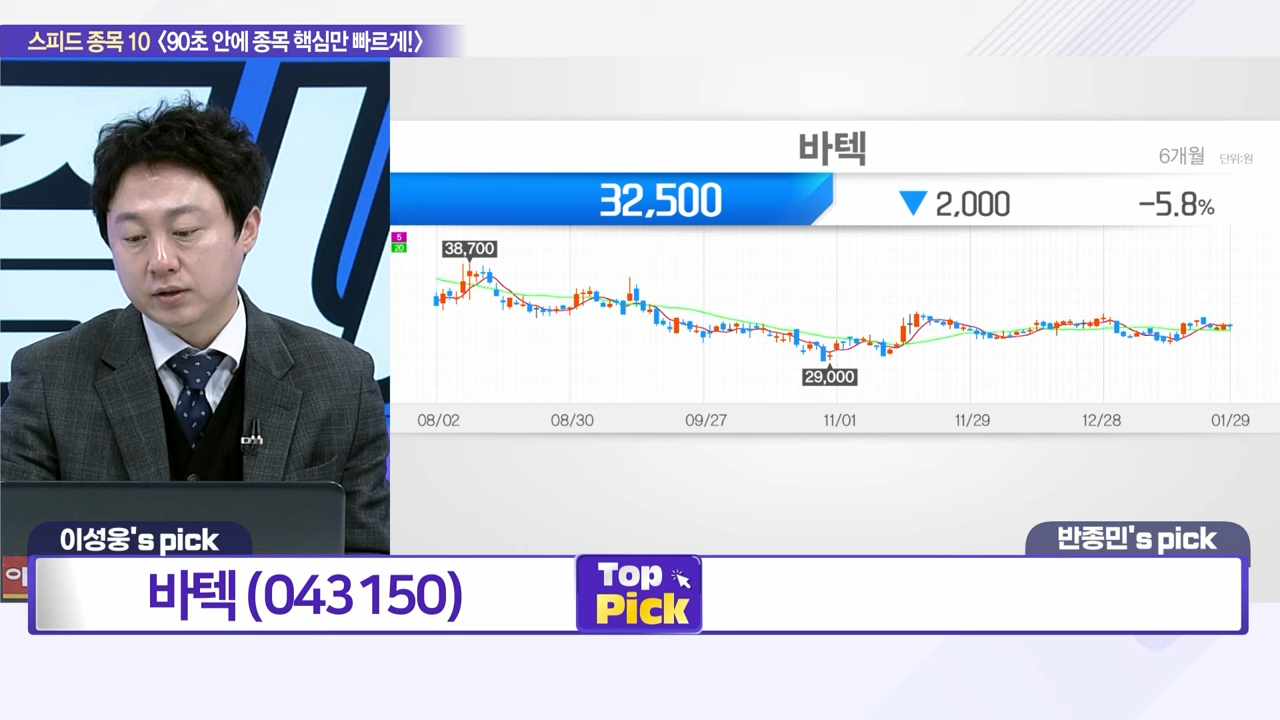 스피드 종목 10 〈90초 안에 종목 핵심만 빠르게!〉
바텍
6개월 단위:원
32,500 ▼ 2,000 -5.8%
5
20
38,700
29,000
08/02 08/30 09/27 11/01 11/29 12/28 01/29
이성웅's pick
반종민's pick
바텍 (043150)
Top
Pick